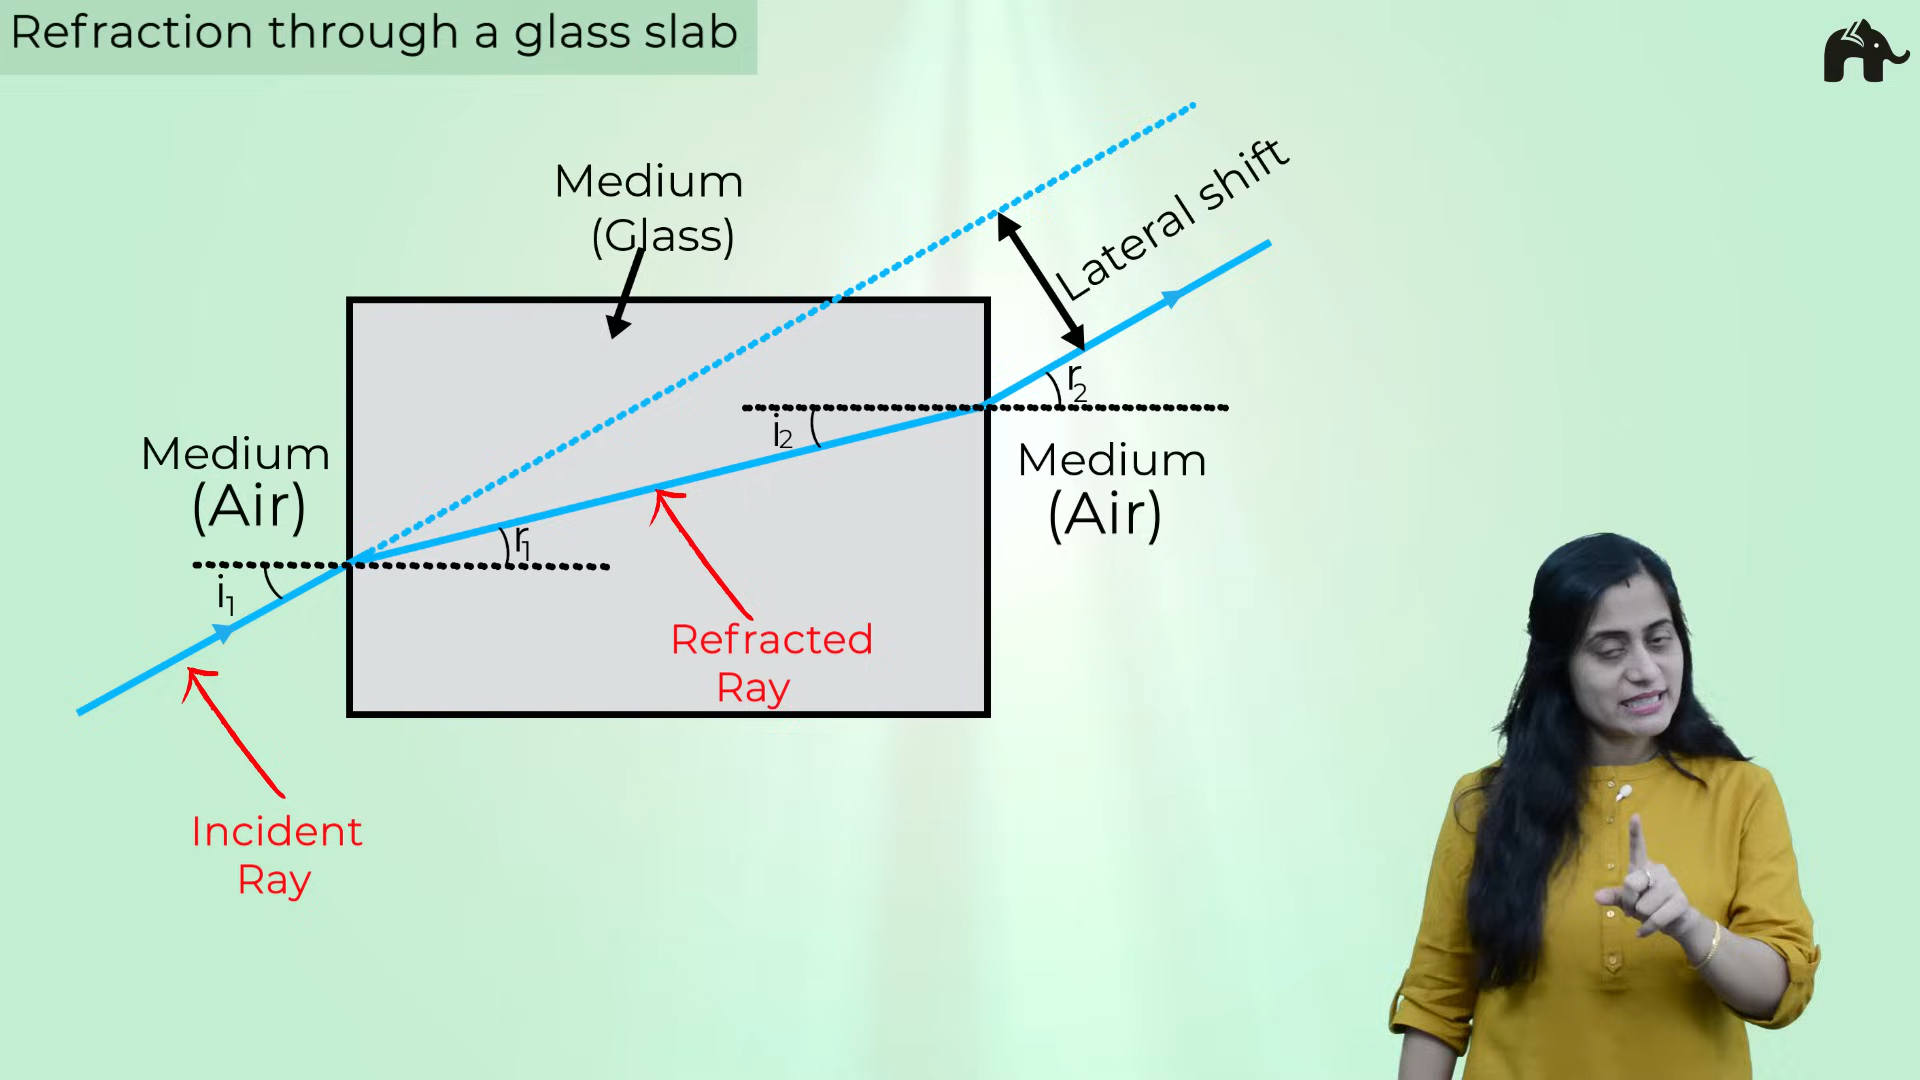 Refraction through a glass slab
Medium
(Glass)
Lateral shift
Medium
(Air)
i1
r1
i2
r2
Medium
(Air)
Refracted
Ray
Incident
Ray